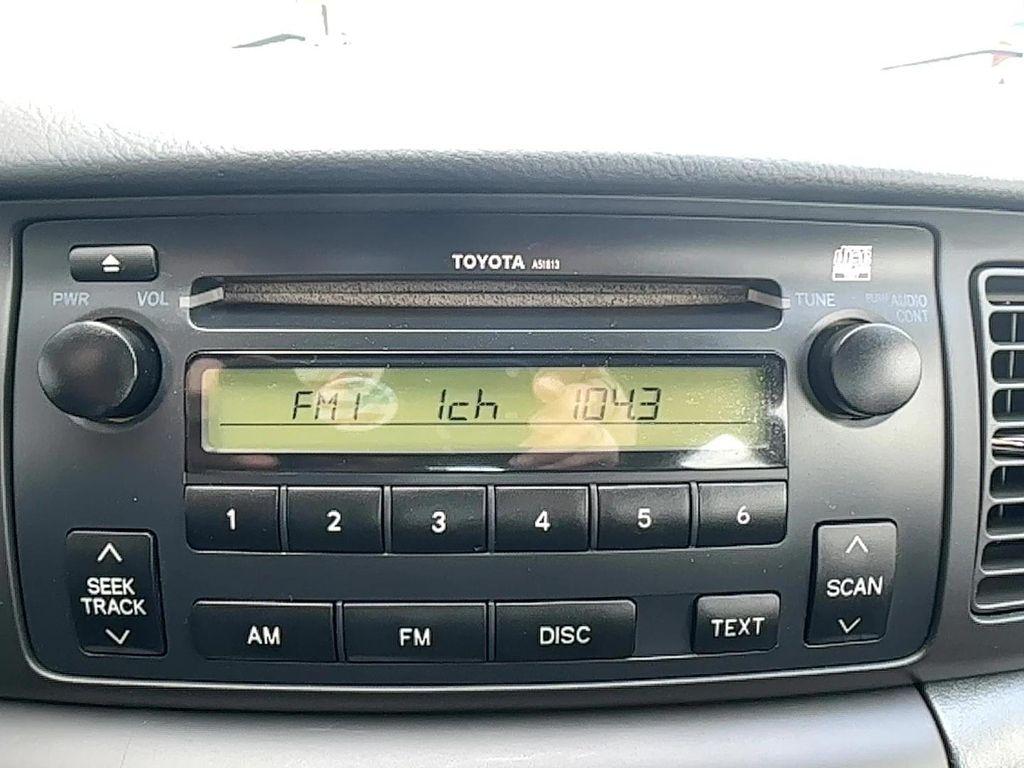 TOYOTA A51813
PWR VOL
TUNE PUSH AUDIO
CONT
FM1 1ch 104.3
1 2 3 4 5 6
SEEK
TRACK
SCAN
AM FM DISC TEXT